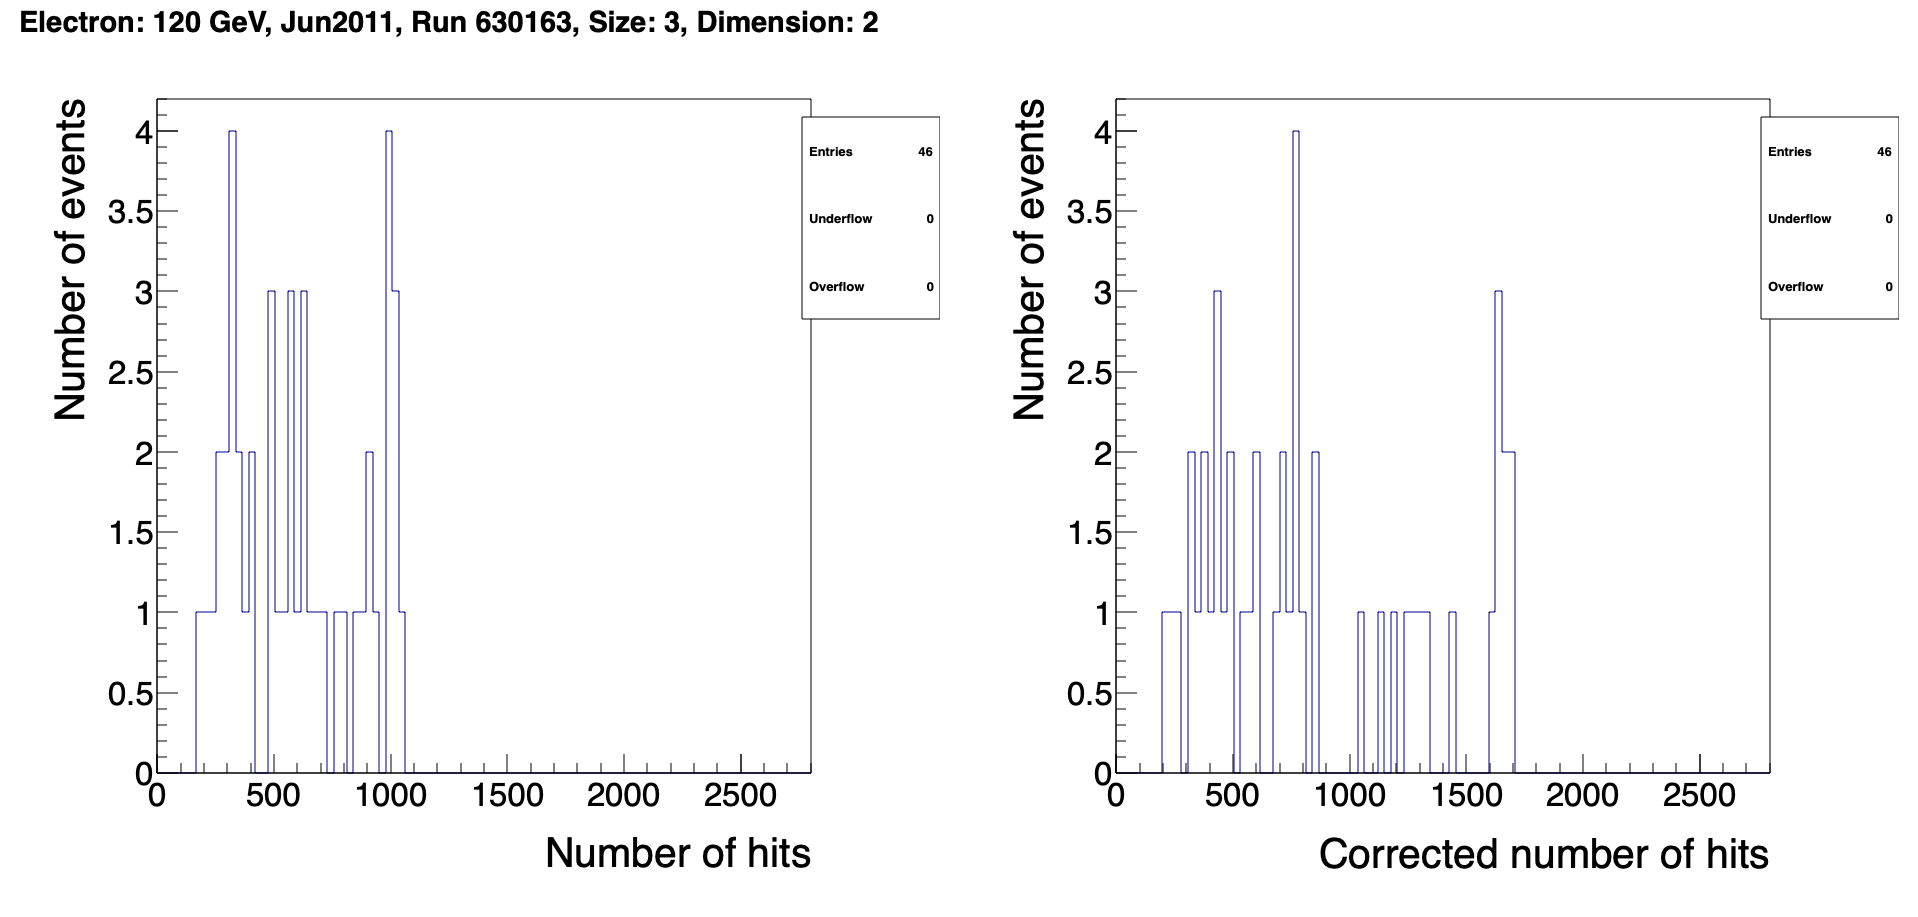 Electron: 120 GeV, Jun2011, Run 630163, Size: 3, Dimension: 2
Number of events
4
3.5
3
2.5
2
1.5
1
0.5
0
0 500 1000 1500 2000 2500
Number of hits
Entries 46
Underflow 0
Overflow 0
Number of events
4
3.5
3
2.5
2
1.5
1
0.5
0
0 500 1000 1500 2000 2500
Corrected number of hits
Entries 46
Underflow 0
Overflow 0